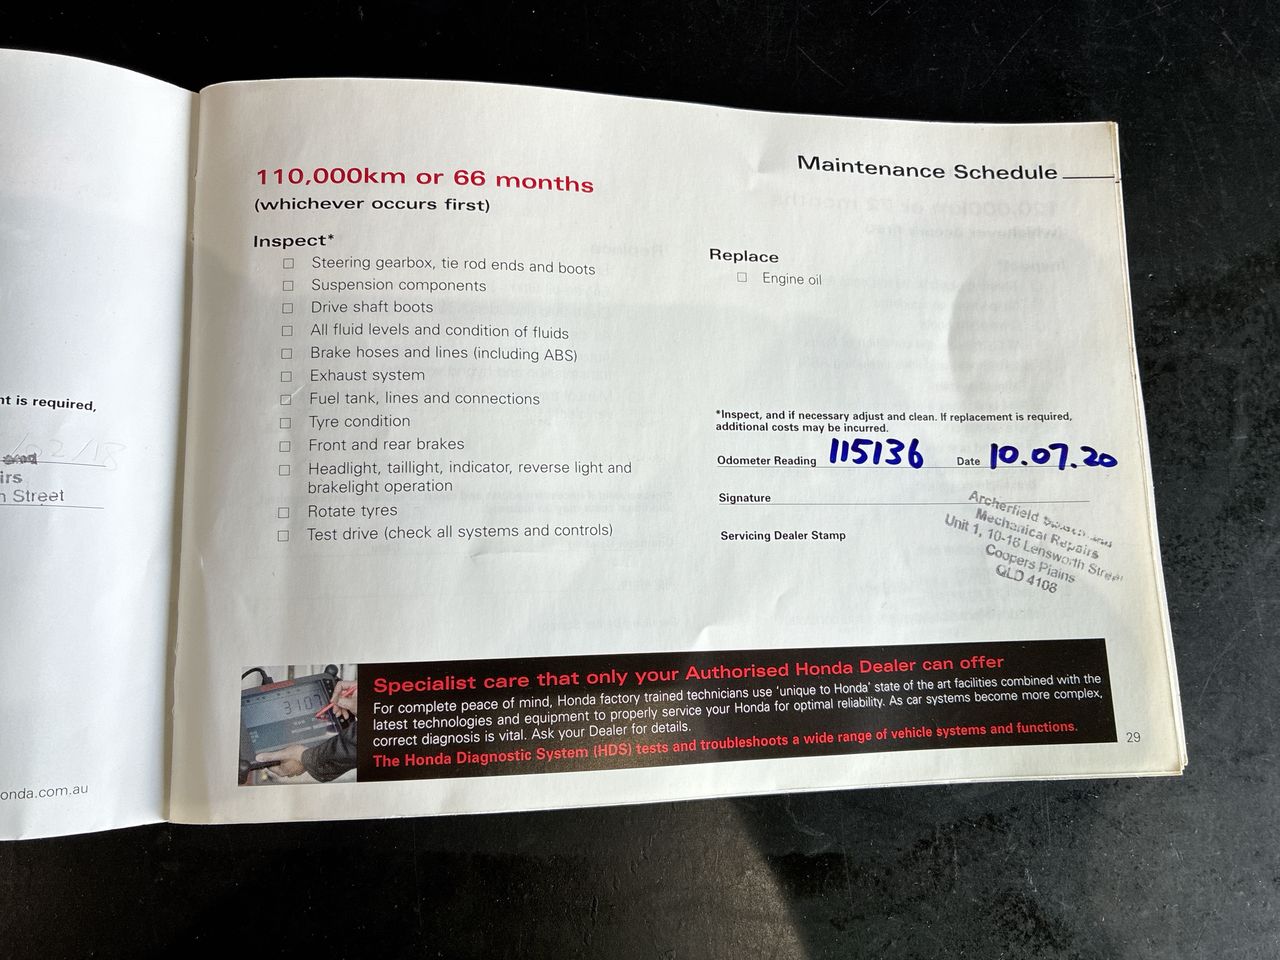 nt is required,
irs
n Street
onda.com.au
Maintenance Schedule
110,000km or 66 months
(whichever occurs first)
Inspect*
Steering gearbox, tie rod ends and boots
Suspension components
Drive shaft boots
All fluid levels and condition of fluids
Brake hoses and lines (including ABS)
Exhaust system
Fuel tank, lines and connections
Tyre condition
Front and rear brakes
Headlight, taillight, indicator, reverse light and
brakelight operation
Rotate tyres
Test drive (check all systems and controls)
Replace
Engine oil
*Inspect, and if necessary adjust and clean. If replacement is required,
additional costs may be incurred.
Odometer Reading 115136 Date 10.07.20
Signature
Servicing Dealer Stamp
Archerfield
Mechanical Repairs
Unit 1, 10-16 Lensworth Street
Coopers Plains
QLD 4108
3107
Specialist care that only your Authorised Honda Dealer can offer
For complete peace of mind, Honda factory trained technicians use 'unique to Honda' state of the art facilities combined with the
latest technologies and equipment to properly service your Honda for optimal reliability. As car systems become more complex,
correct diagnosis is vital. Ask your Dealer for details.
The Honda Diagnostic System (HDS) tests and troubleshoots a wide range of vehicle systems and functions.
29